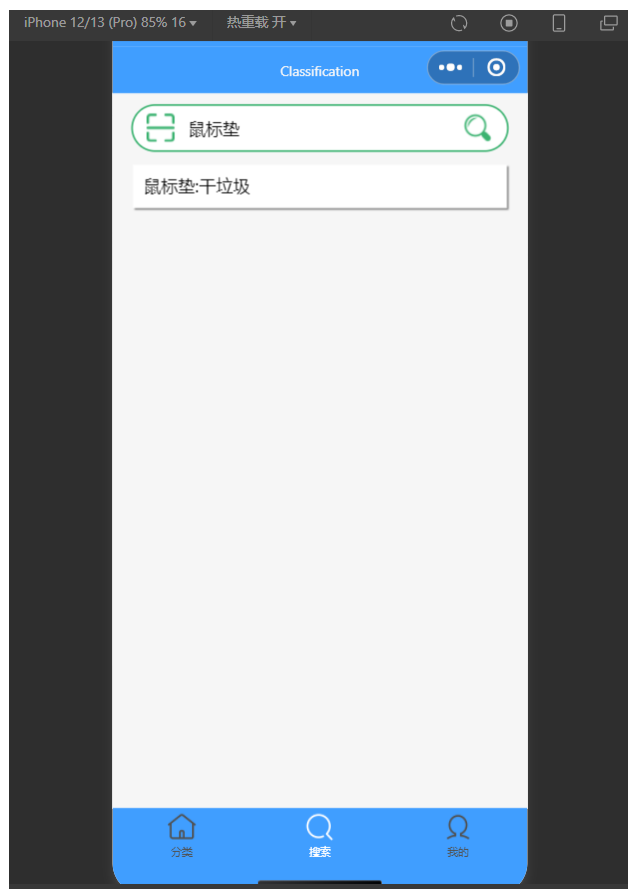 iPhone 12/13 (Pro) 85% 16 热重载 开
Classification
鼠标垫
鼠标垫:干垃圾
分类 搜索 我的